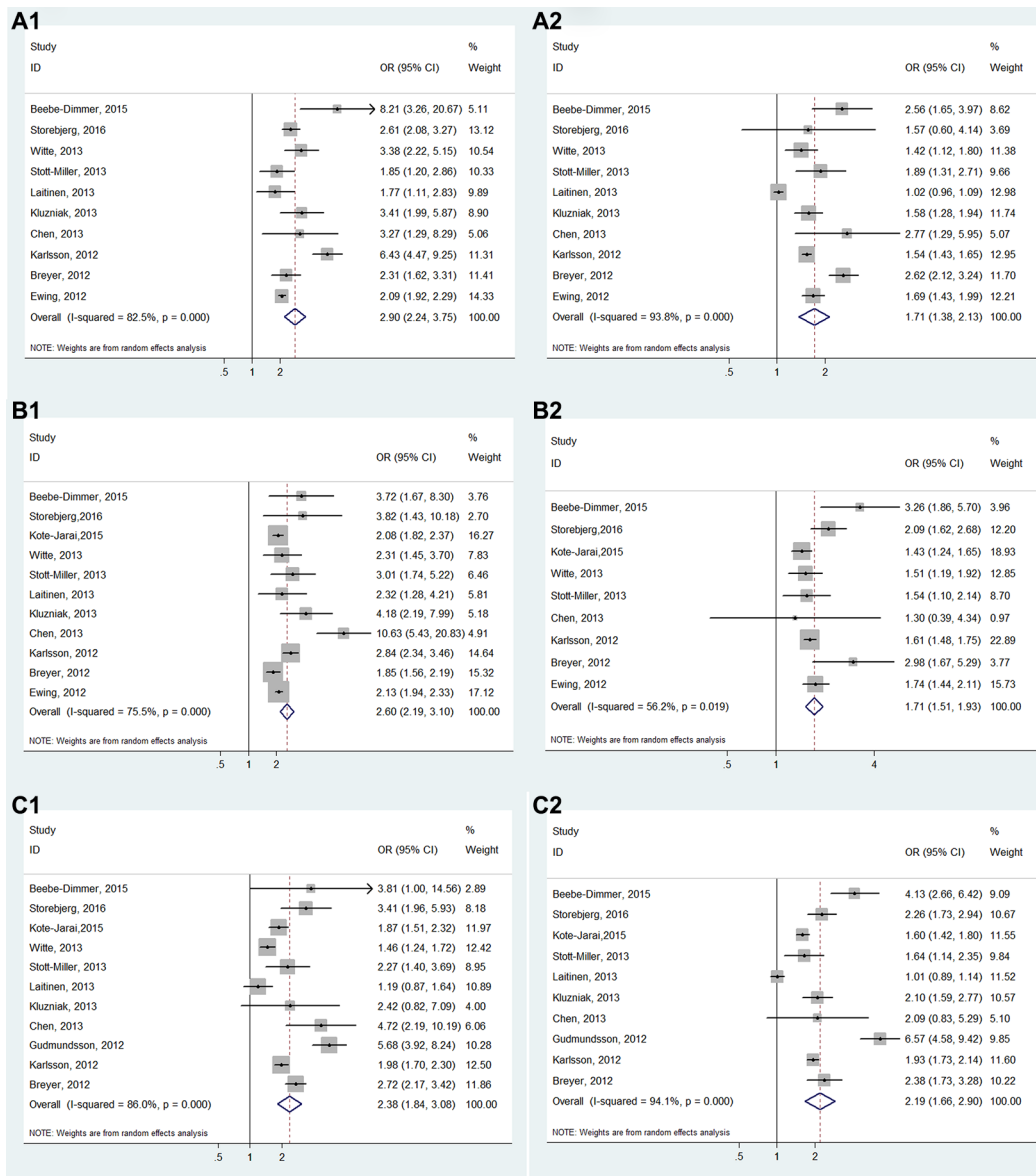 A1
Study %
ID OR (95% CI) Weight
Beebe-Dimmer, 2015 8.21 (3.26, 20.67) 5.11
Storebjerg, 2016 2.61 (2.08, 3.27) 13.12
Witte, 2013 3.38 (2.22, 5.15) 10.54
Stott-Miller, 2013 1.85 (1.20, 2.86) 10.33
Laitinen, 2013 1.77 (1.11, 2.83) 9.89
Kluzniak, 2013 3.41 (1.99, 5.87) 8.90
Chen, 2013 3.27 (1.29, 8.29) 5.06
Karlsson, 2012 6.43 (4.47, 9.25) 11.31
Breyer, 2012 2.31 (1.62, 3.31) 11.41
Ewing, 2012 2.09 (1.92, 2.29) 14.33
Overall (I-squared = 82.5%, p = 0.000) 2.90 (2.24, 3.75) 100.00
NOTE: Weights are from random effects analysis
.5 1 2
A2
Study %
ID OR (95% CI) Weight
Beebe-Dimmer, 2015 2.56 (1.65, 3.97) 8.62
Storebjerg, 2016 1.57 (0.60, 4.14) 3.69
Witte, 2013 1.42 (1.12, 1.80) 11.38
Stott-Miller, 2013 1.89 (1.31, 2.71) 9.66
Laitinen, 2013 1.02 (0.96, 1.09) 12.98
Kluzniak, 2013 1.58 (1.28, 1.94) 11.74
Chen, 2013 2.77 (1.29, 5.95) 5.07
Karlsson, 2012 1.54 (1.43, 1.65) 12.95
Breyer, 2012 2.62 (2.12, 3.24) 11.70
Ewing, 2012 1.69 (1.43, 1.99) 12.21
Overall (I-squared = 93.8%, p = 0.000) 1.71 (1.38, 2.13) 100.00
NOTE: Weights are from random effects analysis
.5 1 2
B1
Study %
ID OR (95% CI) Weight
Beebe-Dimmer, 2015 3.72 (1.67, 8.30) 3.76
Storebjerg,2016 3.82 (1.43, 10.18) 2.70
Kote-Jarai,2015 2.08 (1.82, 2.37) 16.27
Witte, 2013 2.31 (1.45, 3.70) 7.83
Stott-Miller, 2013 3.01 (1.74, 5.22) 6.46
Laitinen, 2013 2.32 (1.28, 4.21) 5.81
Kluzniak, 2013 4.18 (2.19, 7.99) 5.18
Chen, 2013 10.63 (5.43, 20.83) 4.91
Karlsson, 2012 2.84 (2.34, 3.46) 14.64
Breyer, 2012 1.85 (1.56, 2.19) 15.32
Ewing, 2012 2.13 (1.94, 2.33) 17.12
Overall (I-squared = 75.5%, p = 0.000) 2.60 (2.19, 3.10) 100.00
NOTE: Weights are from random effects analysis
.5 1 2
B2
Study %
ID OR (95% CI) Weight
Beebe-Dimmer, 2015 3.26 (1.86, 5.70) 3.96
Storebjerg,2016 2.09 (1.62, 2.68) 12.20
Kote-Jarai,2015 1.43 (1.24, 1.65) 18.93
Witte, 2013 1.51 (1.19, 1.92) 12.85
Stott-Miller, 2013 1.54 (1.10, 2.14) 8.70
Chen, 2013 1.30 (0.39, 4.34) 0.97
Karlsson, 2012 1.61 (1.48, 1.75) 22.89
Breyer, 2012 2.98 (1.67, 5.29) 3.77
Ewing, 2012 1.74 (1.44, 2.11) 15.73
Overall (I-squared = 56.2%, p = 0.019) 1.71 (1.51, 1.93) 100.00
NOTE: Weights are from random effects analysis
.5 1 4
C1
Study %
ID OR (95% CI) Weight
Beebe-Dimmer, 2015 3.81 (1.00, 14.56) 2.89
Storebjerg, 2016 3.41 (1.96, 5.93) 8.18
Kote-Jarai,2015 1.87 (1.51, 2.32) 11.97
Witte, 2013 1.46 (1.24, 1.72) 12.42
Stott-Miller, 2013 2.27 (1.40, 3.69) 8.95
Laitinen, 2013 1.19 (0.87, 1.64) 10.89
Kluzniak, 2013 2.42 (0.82, 7.09) 4.00
Chen, 2013 4.72 (2.19, 10.19) 6.06
Gudmundsson, 2012 5.68 (3.92, 8.24) 10.28
Karlsson, 2012 1.98 (1.70, 2.30) 12.50
Breyer, 2012 2.72 (2.17, 3.42) 11.86
Overall (I-squared = 86.0%, p = 0.000) 2.38 (1.84, 3.08) 100.00
NOTE: Weights are from random effects analysis
.5 1 2
C2
Study %
ID OR (95% CI) Weight
Beebe-Dimmer, 2015 4.13 (2.66, 6.42) 9.09
Storebjerg, 2016 2.26 (1.73, 2.94) 10.67
Kote-Jarai,2015 1.60 (1.42, 1.80) 11.55
Stott-Miller, 2013 1.64 (1.14, 2.35) 9.84
Laitinen, 2013 1.01 (0.89, 1.14) 11.52
Kluzniak, 2013 2.10 (1.59, 2.77) 10.57
Chen, 2013 2.09 (0.83, 5.29) 5.10
Gudmundsson, 2012 6.57 (4.58, 9.42) 9.85
Karlsson, 2012 1.93 (1.73, 2.14) 11.60
Breyer, 2012 2.38 (1.73, 3.28) 10.22
Overall (I-squared = 94.1%, p = 0.000) 2.19 (1.66, 2.90) 100.00
NOTE: Weights are from random effects analysis
.5 1 2